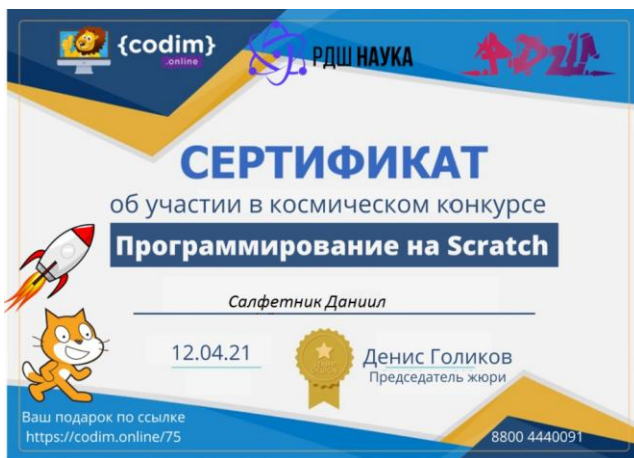 {codim}
.online
РДШ НАУКА
СЕРТИФИКАТ
об участии в космическом конкурсе
Программирование на Scratch
Салфетник Даниил
12.04.21
Денис Голиков
Председатель жюри
Ваш подарок по ссылке
https://codim.online/75
8800 4440091